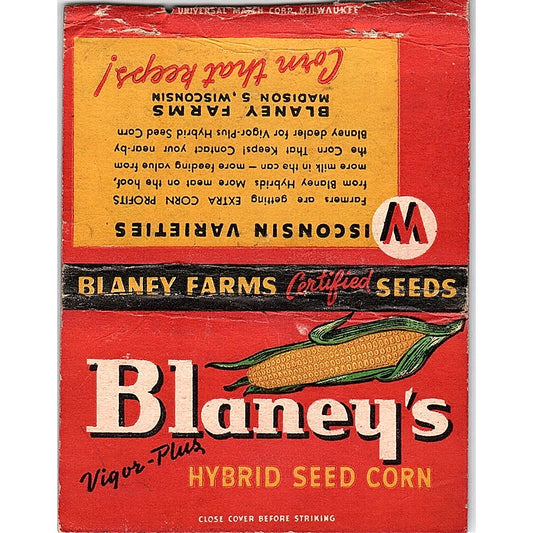 UNIVERSAL MATCH CORP., MILWAUKEE
WISCONSIN VARIETIES
Farmers are getting EXTRA CORN PROFITS
from Blaney Hybrids More meat on the hoof,
more milk in the can — more feeding value from
the Corn That Keeps! Contact your near-by
Blaney dealer for Vigor-Plus Hybrid Seed Corn
BLANEY FARMS
MADISON 5, WISCONSIN
Corn that keeps!
BLANEY FARMS Certified SEEDS
Blaney's
Vigor-Plus
HYBRID SEED CORN
CLOSE COVER BEFORE STRIKING